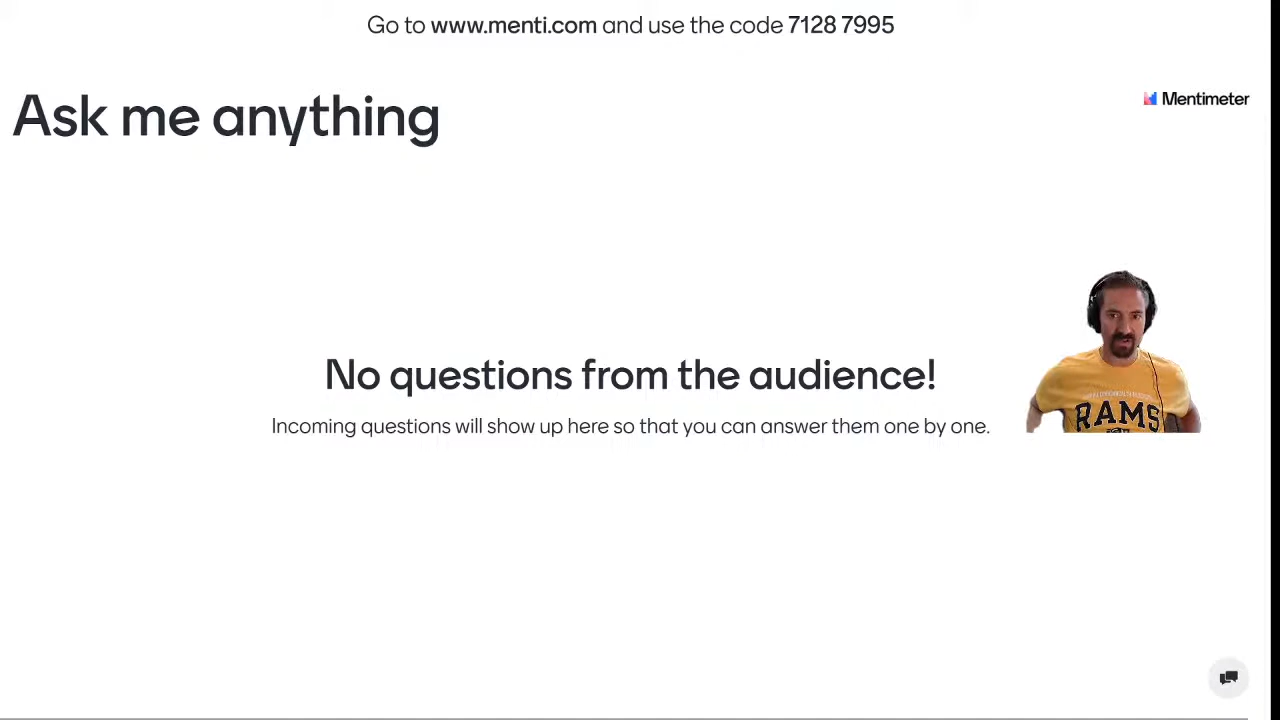 Go to www.menti.com and use the code 7128 7995
Ask me anything
Mentimeter
No questions from the audience!
Incoming questions will show up here so that you can answer them one by one.
RAMS